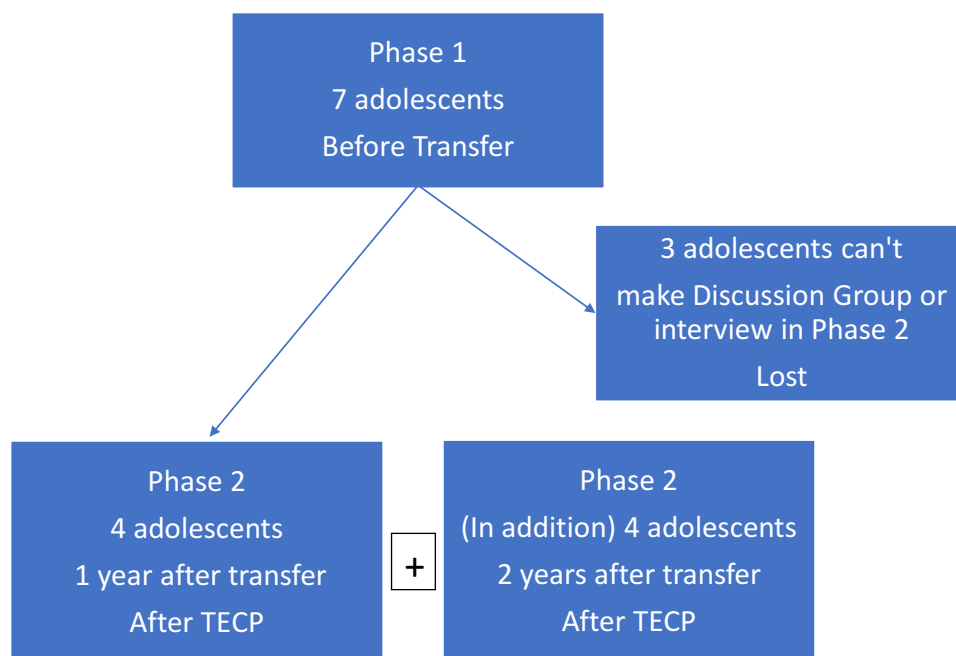 Phase 1
7 adolescents
Before Transfer
3 adolescents can't
make Discussion Group or
interview in Phase 2
Lost
Phase 2
4 adolescents
1 year after transfer
After TECP
+
Phase 2
(In addition) 4 adolescents
2 years after transfer
After TECP